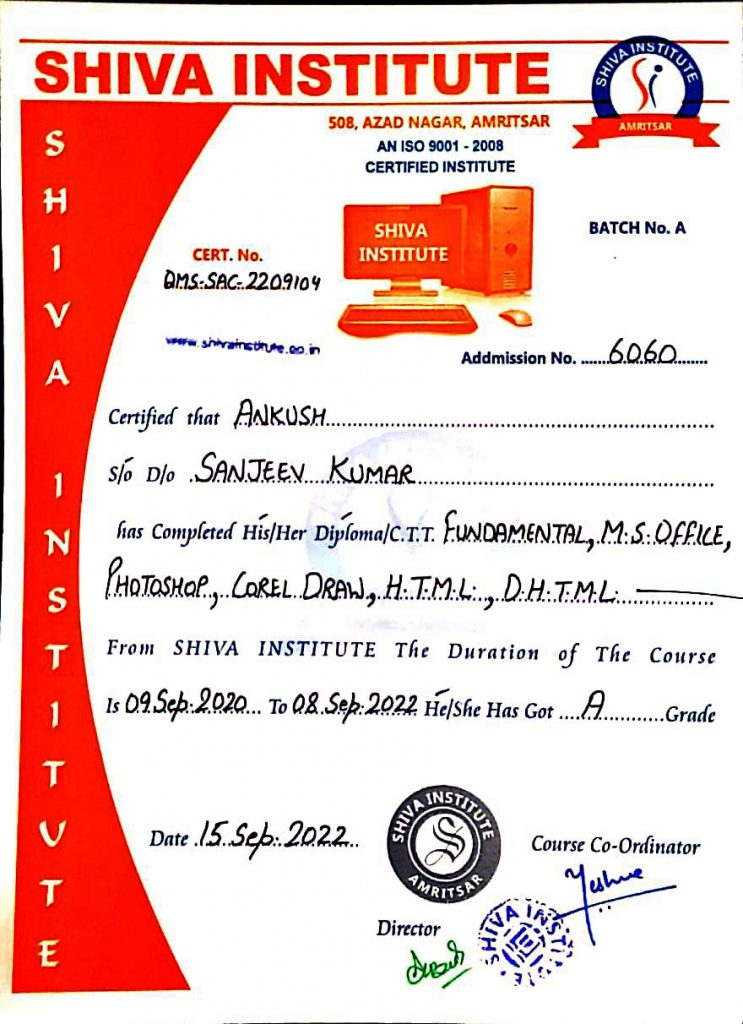 SHIVA INSTITUTE
SHIVA INSTITUTE
AMRITSAR
508, AZAD NAGAR, AMRITSAR
AN ISO 9001 - 2008
CERTIFIED INSTITUTE
SHIVA INSTITUTE
SHIVA
INSTITUTE
BATCH No. A
CERT. No.
QMS-SAC-2209104
www.shivainstitute.co.in
Addmission No. ......6060.......
Certified that ANKUSH
S/o D/o SANJEEV KUMAR
has Completed His/Her Diploma/C.T.T. FUNDAMENTAL, M.S.OFFICE,
PHOTOSHOP, COREL DRAW, H.T.M.L., D.H.T.M.L.
From SHIVA INSTITUTE The Duration of The Course
Is 09.Sep.2020... To 08.Sep.2022 He/She Has Got ....A............Grade
Date .15.Sep.2022..
SHIVA INSTITUTE
AMRITSAR
Course Co-Ordinator
Director
SHIVA INSTI